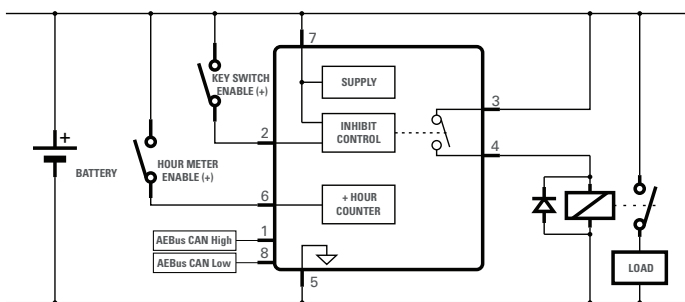 7
KEY SWITCH
ENABLE (+)
SUPPLY
3
+
2
INHIBIT
CONTROL
4
BATTERY
HOUR METER
ENABLE (+)
6
+ HOUR
COUNTER
AEBus CAN High
1
AEBus CAN Low
8
5
LOAD